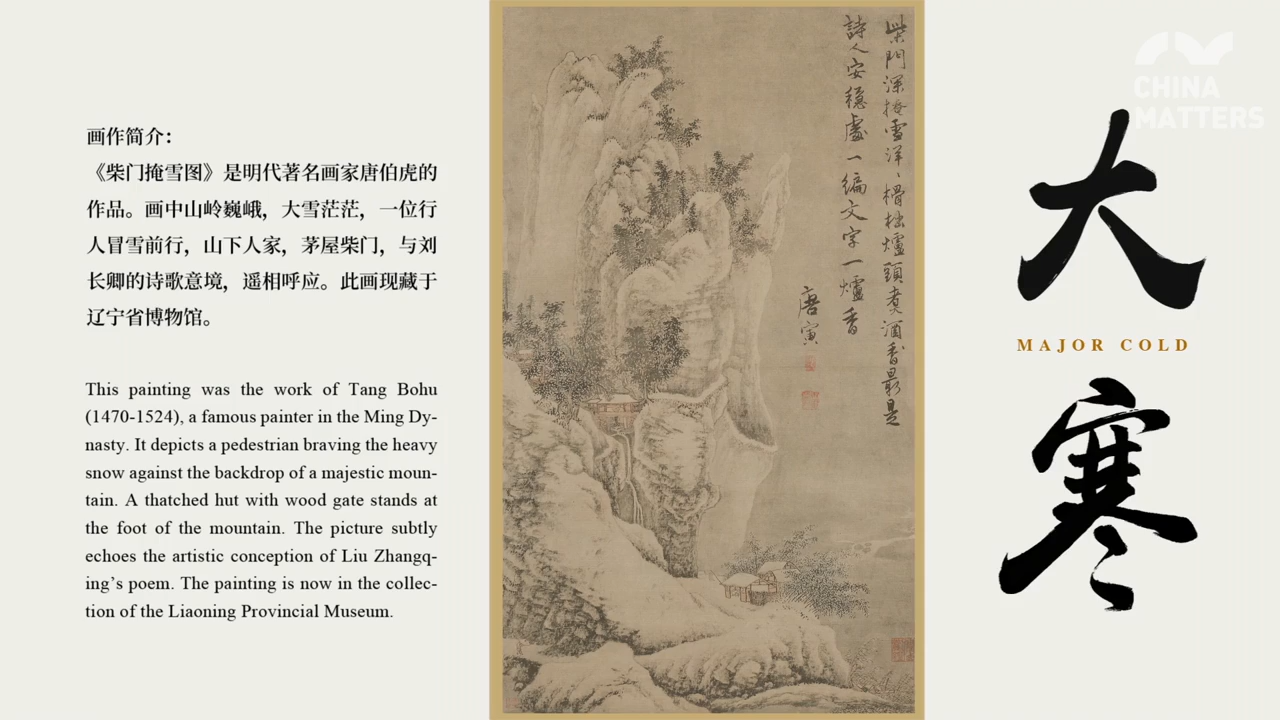 画作简介：
《柴门掩雪图》是明代著名画家唐伯虎的
作品。画中山岭巍峨，大雪茫茫，一位行
人冒雪前行，山下人家，茅屋柴门，与刘
长卿的诗歌意境，遥相呼应。此画现藏于
辽宁省博物馆。
This painting was the work of Tang Bohu
(1470-1524), a famous painter in the Ming Dy-
nasty. It depicts a pedestrian braving the heavy
snow against the backdrop of a majestic moun-
tain. A thatched hut with wood gate stands at
the foot of the mountain. The picture subtly
echoes the artistic conception of Liu Zhangq-
ing’s poem. The painting is now in the collec-
tion of the Liaoning Provincial Museum.
柴門深掩雪洋洋榾柮爐頭煮酒香最是
詩人安穩處一編文字一爐香
唐寅
CHINA
MATTERS
大
MAJOR COLD
寒